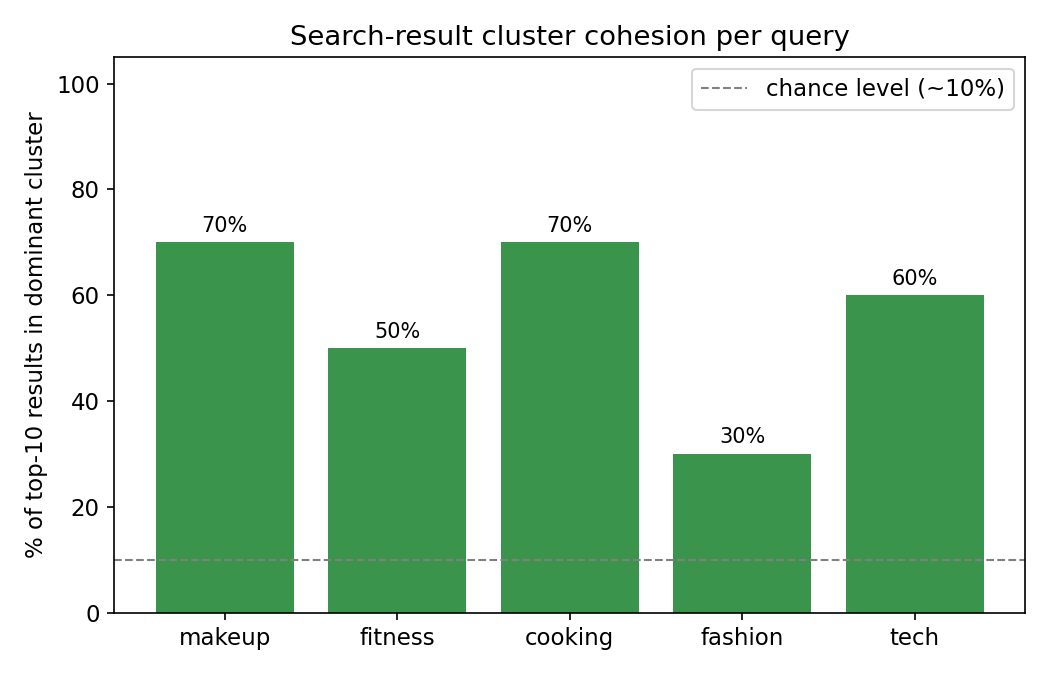 Search-result cluster cohesion per query
% of top-10 results in dominant cluster
100
80
60
40
20
0
chance level (~10%)
70%
50%
70%
30%
60%
makeup
fitness
cooking
fashion
tech